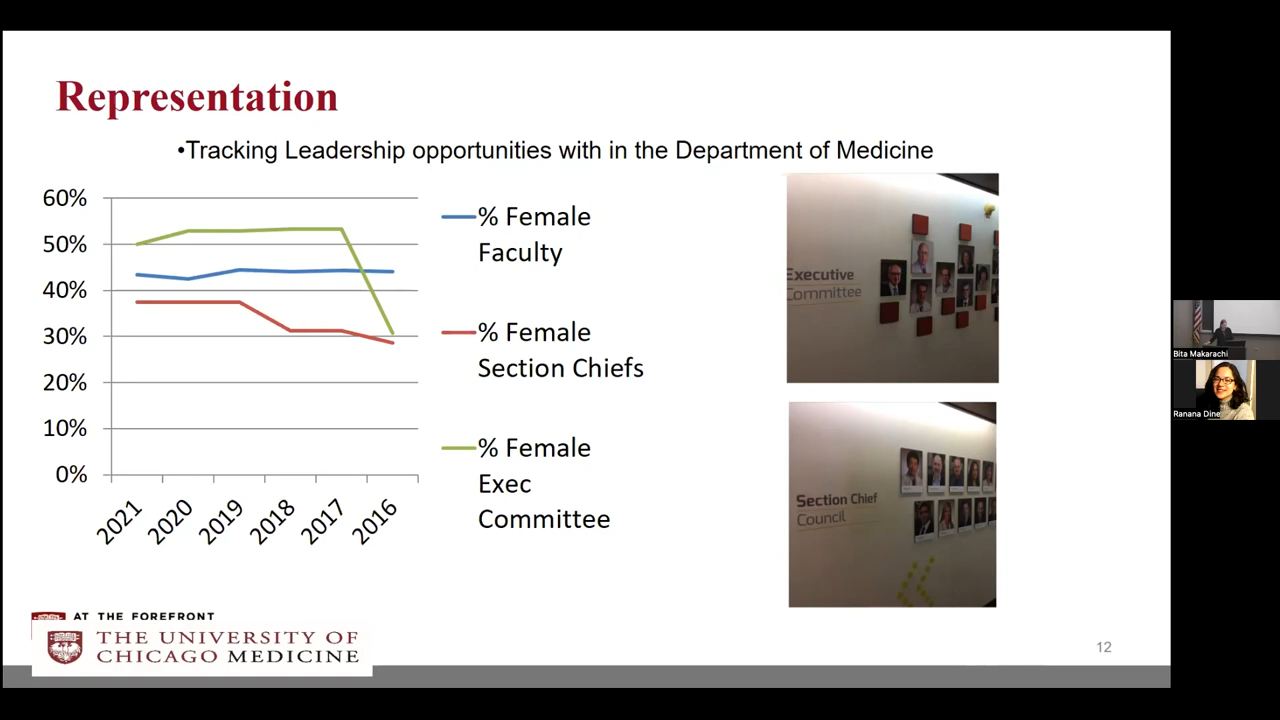 Representation
•Tracking Leadership opportunities with in the Department of Medicine
60%
50%
40%
30%
20%
10%
0%
2021
2020
2019
2018
2017
2016
% Female
Faculty
% Female
Section Chiefs
% Female
Exec
Committee
Executive
Committee
Section Chief
Council
Bita Makarachi
Ranana Dine
AT THE FOREFRONT
THE UNIVERSITY OF
CHICAGO MEDICINE
12